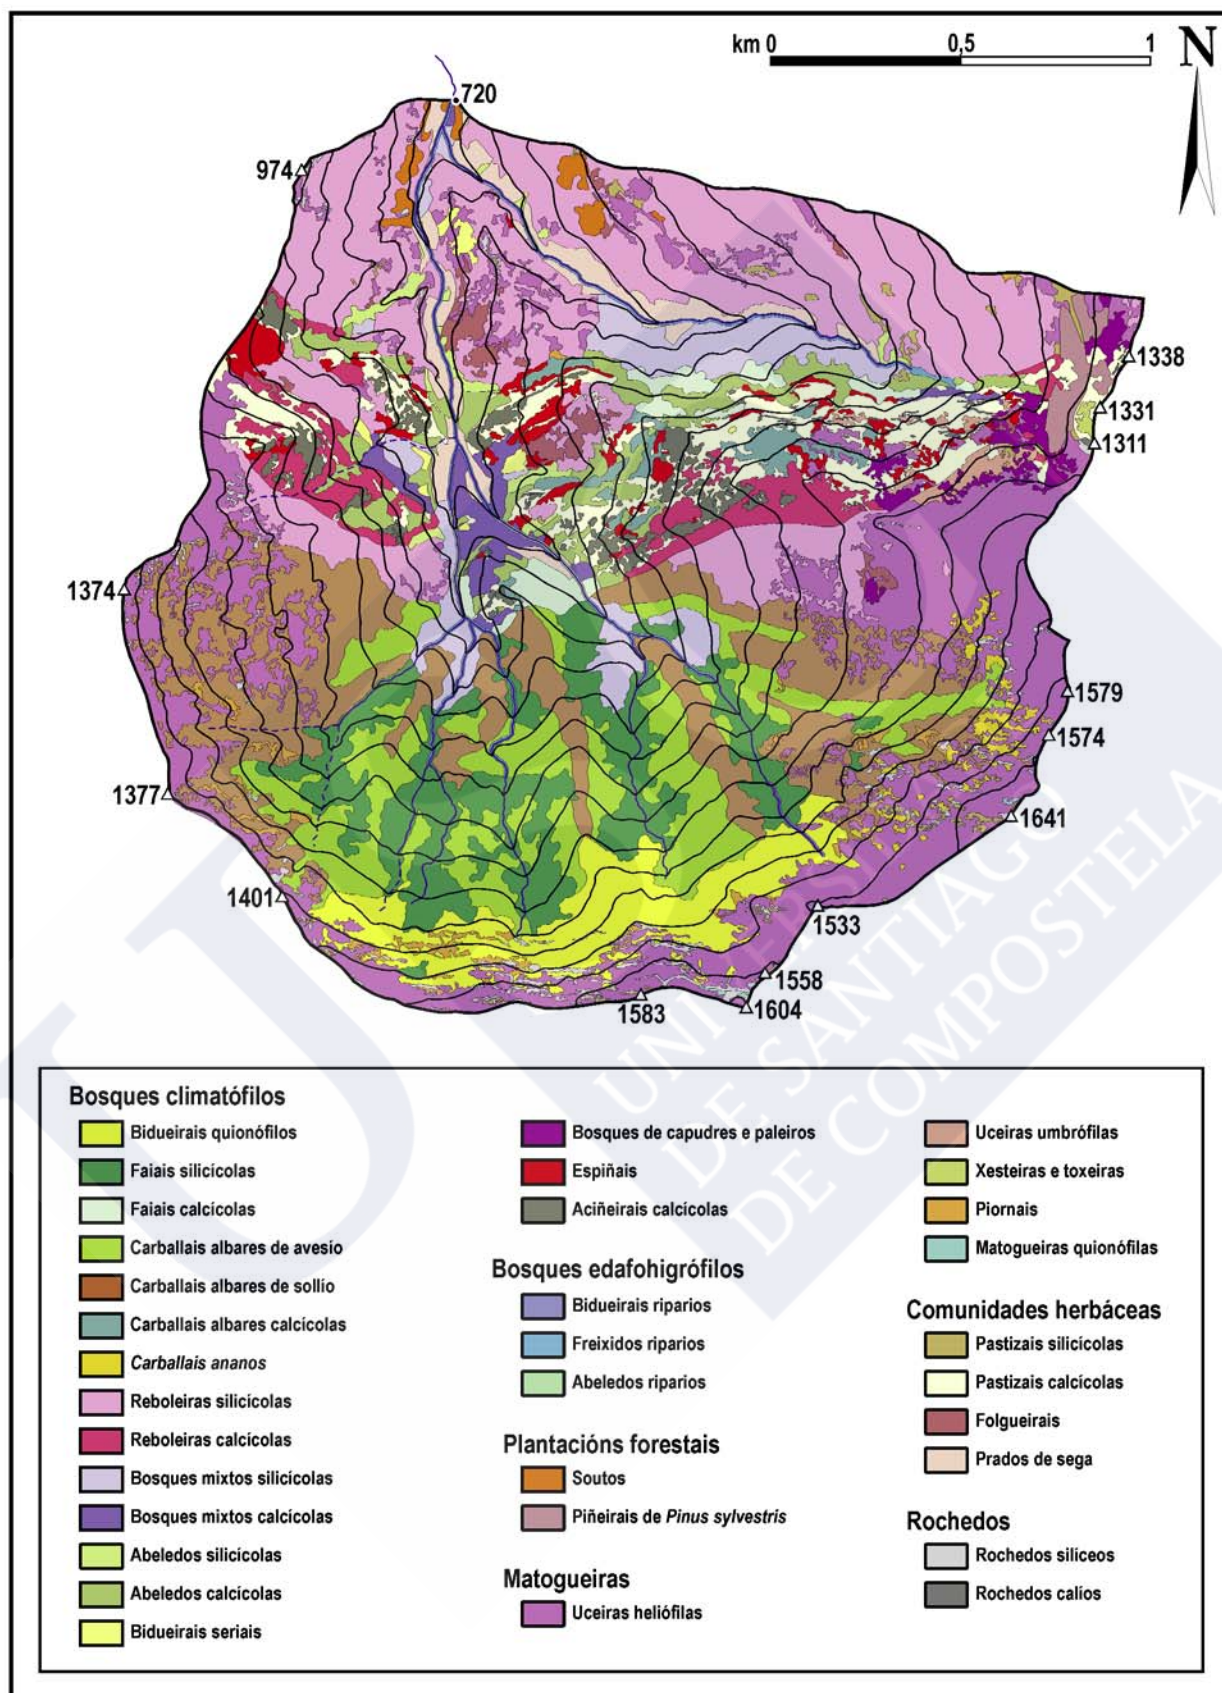 km 0 0,5 1
N
720
974
1338
1331
1311
1374
1579
1574
1377
1641
1401
1533
1558
1583
1604
UNIVERSIDADE
DE SANTIAGO
DE COMPOSTELA
Bosques climatófilos
Bidueirais quionófilos
Faiais silicícolas
Faiais calcícolas
Carballais albares de avesío
Carballais albares de sollío
Carballais albares calcícolas
Carballais ananos
Reboleiras silicícolas
Reboleiras calcícolas
Bosques mixtos silicícolas
Bosques mixtos calcícolas
Abeledos silicícolas
Abeledos calcícolas
Bidueirais seriais
Bosques de capudres e paleiros
Espiñais
Aciñeirais calcícolas
Bosques edafohigrófilos
Bidueirais riparios
Freixidos riparios
Abeledos riparios
Plantacións forestais
Soutos
Piñeirais de Pinus sylvestris
Matogueiras
Uceiras heliófilas
Uceiras umbrófilas
Xesteiras e toxeiras
Piornais
Matogueiras quionófilas
Comunidades herbáceas
Pastizais silicícolas
Pastizais calcícolas
Folgueirais
Prados de sega
Rochedos
Rochedos silíceos
Rochedos calios